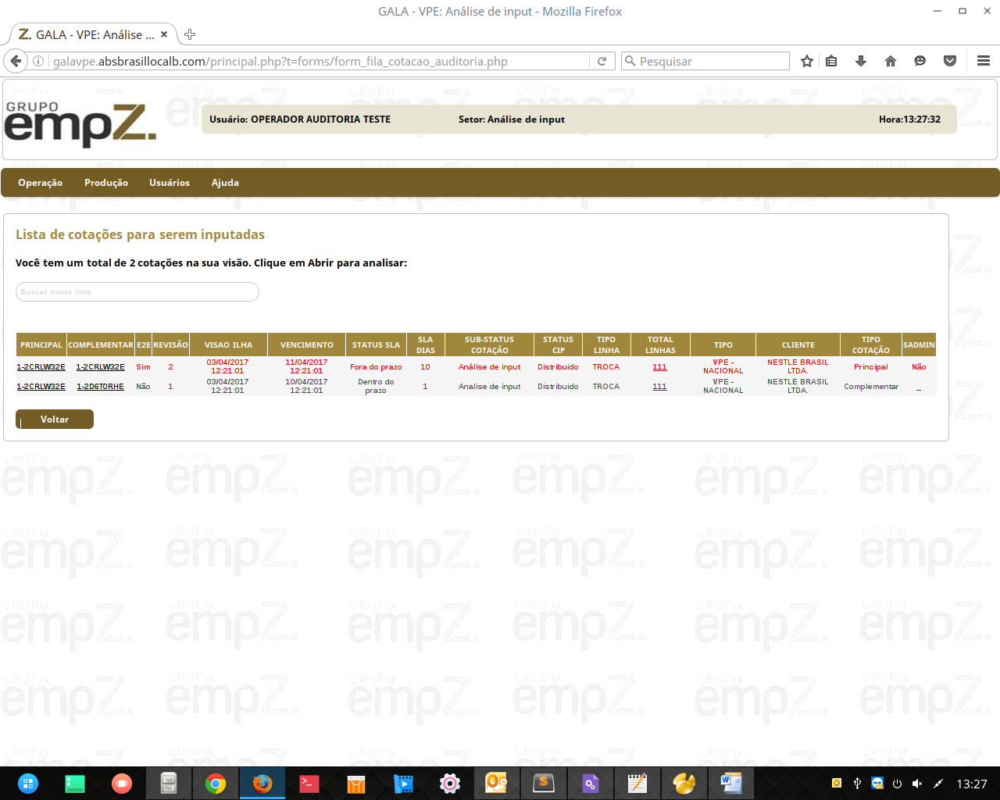 GALA - VPE: Análise de input - Mozilla Firefox
GALA - VPE: Análise ...
galavpe.absbrasillocalb.com/principal.php?t=forms/form_fila_cotacao_auditoria.php
Pesquisar
GRUPO
empZ.
Usuário: OPERADOR AUDITORIA TESTE
Setor: Análise de input
Hora:13:27:32
Operação
Produção
Usuários
Ajuda
Lista de cotações para serem inputadas
Você tem um total de 2 cotações na sua visão. Clique em Abrir para analisar:
Buscar nesta lista
PRINCIPAL COMPLEMENTAR E2E REVISÃO VISAO ILHA VENCIMENTO STATUS SLA SLA DIAS SUB-STATUS COTAÇÃO STATUS CIP TIPO LINHA TOTAL LINHAS TIPO CLIENTE TIPO COTAÇÃO SADMIN
1-2CRLW32E 1-2CRLW32E Sim 2 03/04/2017 12:21:01 11/04/2017 12:21:01 Fora do prazo 10 Análise de input Distribuido TROCA 111 VPE - NACIONAL NESTLE BRASIL LTDA. Principal Não
1-2CRLW32E 1-2D6T0RHE Não 1 03/04/2017 12:21:01 10/04/2017 12:21:01 Dentro do prazo 1 Analise de input Distribuido TROCA 111 VPE - NACIONAL NESTLE BRASIL LTDA. Complementar _
Voltar
13:27